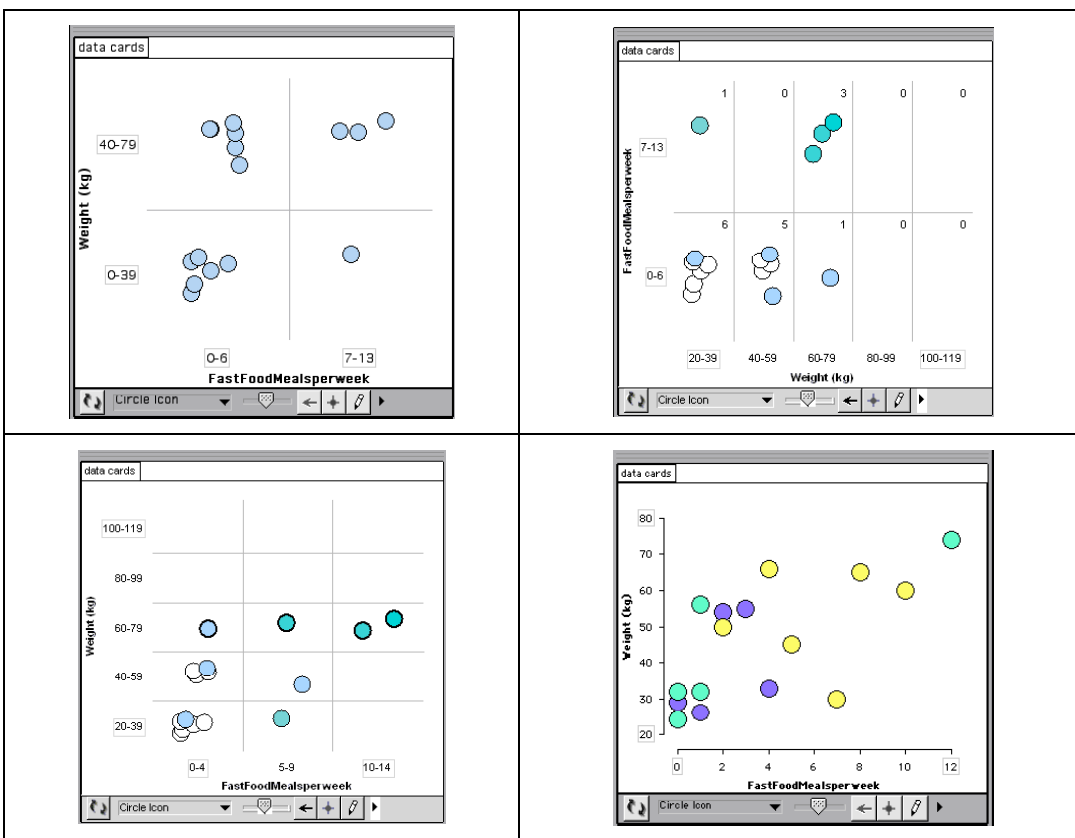 data cards
40-79
Weight (kg)
0-39
0-6 7-13
FastFoodMealsperweek
Circle Icon
data cards
1 0 3 0 0
7-13
FastFoodMealsperweek
6 5 1 0 0
0-6
20-39 40-59 60-79 80-99 100-119
Weight (kg)
Circle Icon
data cards
100-119
80-99
Weight (kg)
60-79
40-59
20-39
0-4 5-9 10-14
FastFoodMealsperweek
Circle Icon
data cards
80
70
60
Weight (kg)
50
40
30
20
0 2 4 6 8 10 12
FastFoodMealsperweek
Circle Icon